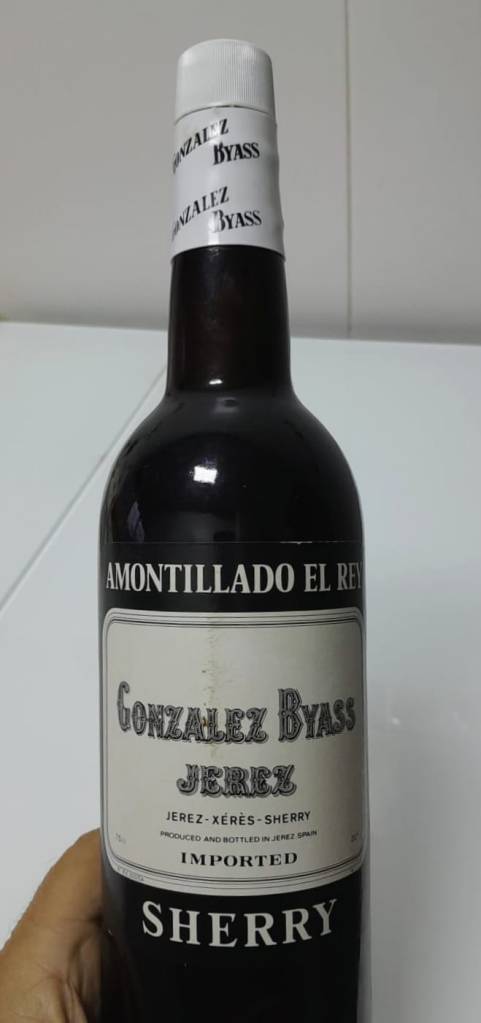 GONZALEZ
BYASS
GONZALEZ
BYASS
AMONTILLADO EL REY
GONZALEZ BYASS
JEREZ
JEREZ-XÉRÈS-SHERRY
PRODUCED AND BOTTLED IN JEREZ SPAIN
IMPORTED
SHERRY